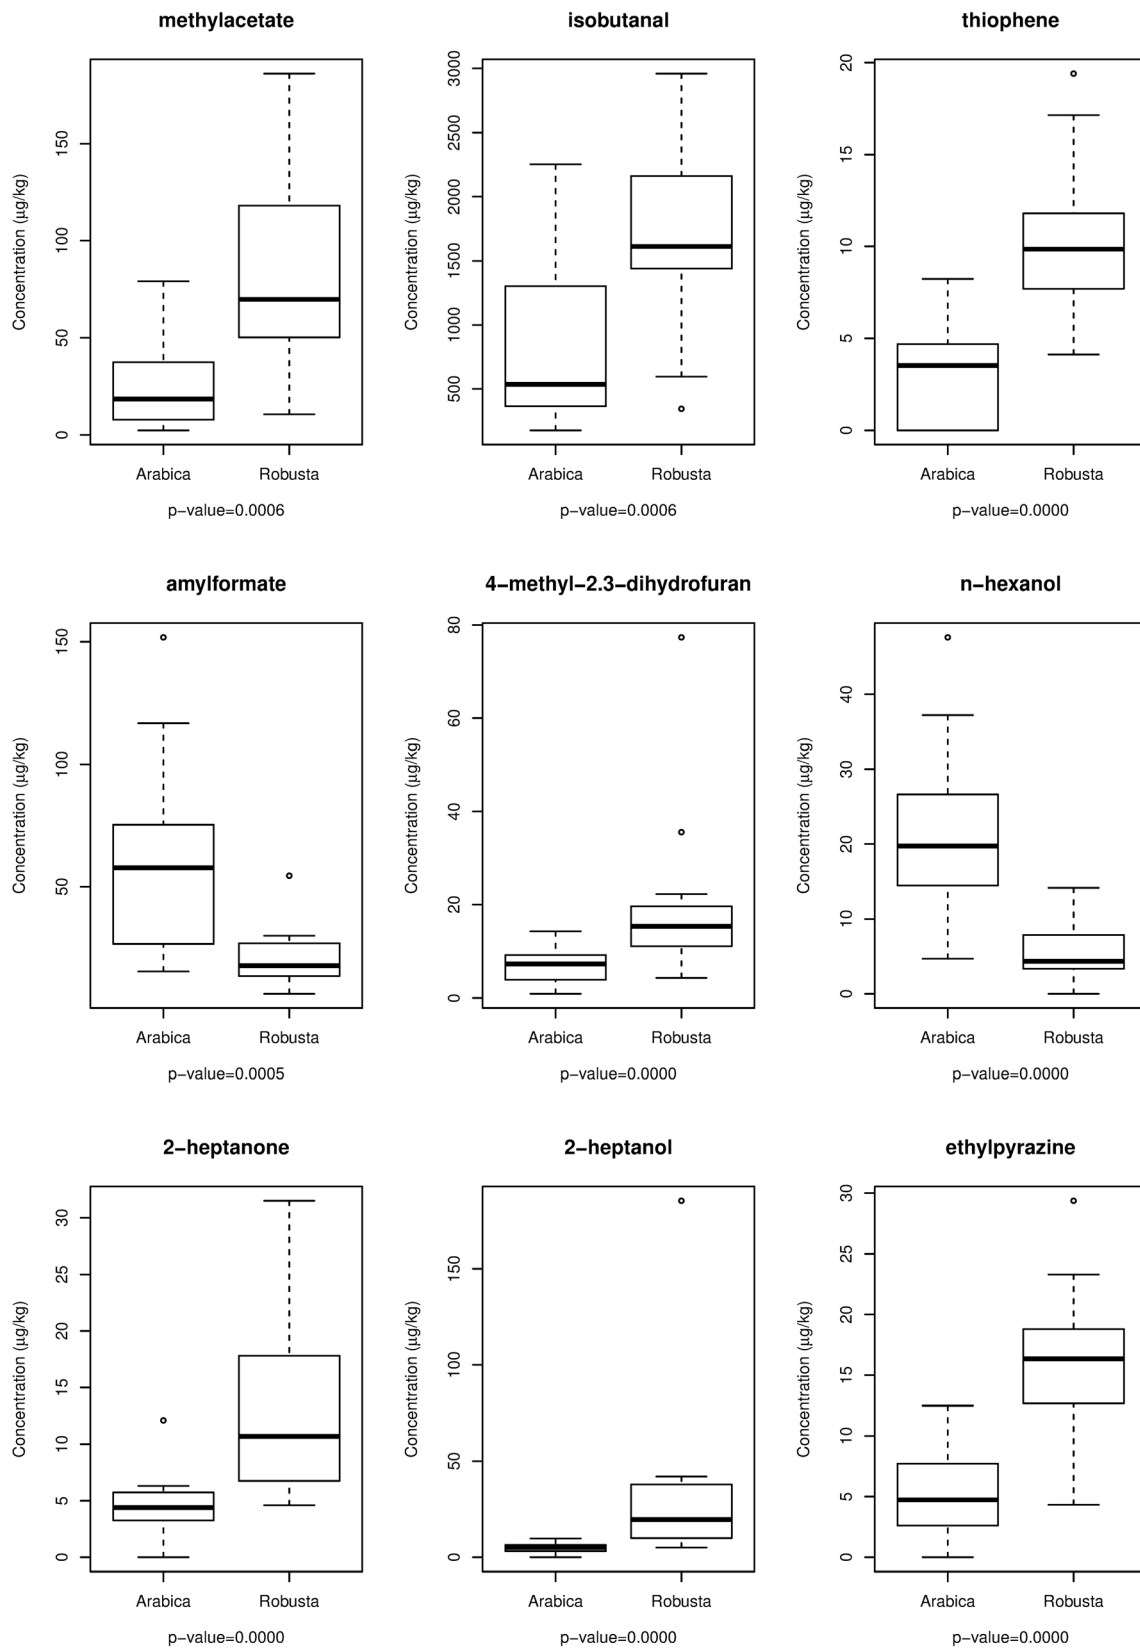 methylacetate
Concentration (μg/kg)
150
100
50
0
Arabica Robusta
p-value=0.0006
isobutanal
Concentration (μg/kg)
3000
2500
2000
1500
1000
500
Arabica Robusta
p-value=0.0006
thiophene
Concentration (μg/kg)
20
15
10
5
0
Arabica Robusta
p-value=0.0000
amylformate
Concentration (μg/kg)
150
100
50
Arabica Robusta
p-value=0.0005
4-methyl-2.3-dihydrofuran
Concentration (μg/kg)
80
60
40
20
0
Arabica Robusta
p-value=0.0000
n-hexanol
Concentration (μg/kg)
40
30
20
10
0
Arabica Robusta
p-value=0.0000
2-heptanone
Concentration (μg/kg)
30
25
20
15
10
5
0
Arabica Robusta
p-value=0.0000
2-heptanol
Concentration (μg/kg)
150
100
50
0
Arabica Robusta
p-value=0.0000
ethylpyrazine
Concentration (μg/kg)
30
25
20
15
10
5
0
Arabica Robusta
p-value=0.0000